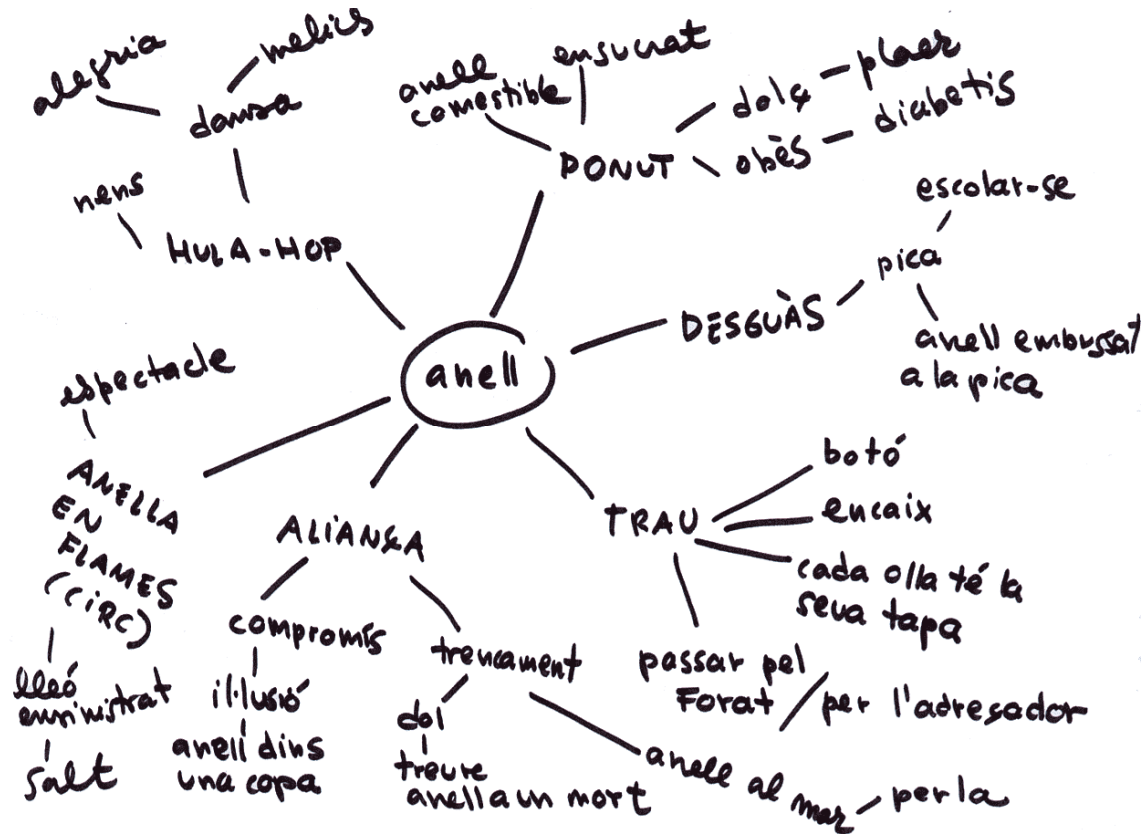 alegria
melics
dansa
nens
HULA-HOP
anell
comestible
ensucrat
DONUT
dolç
plaer
obès
diabetis
escolar-se
pica
DESGUÀS
anell embussat
a la pica
anell
espectacle
ANELLA
EN
FLAMES
(CIRC)
lleó
enrinistrat
salt
ALIANÇA
compromís
il·lusió
anell dins
una copa
trencament
dol
treure
anell a un mort
anell al mar
perla
TRAU
botó
encaix
cada olla té la
seva tapa
passar pel
Forat
/ per l'adreçador